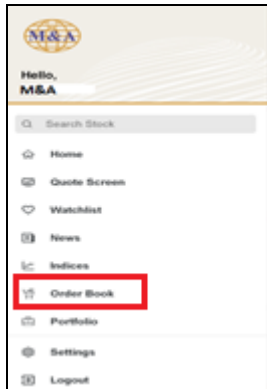 M&A
Hello,
M&A
Search Stock
Home
Quote Screen
Watchlist
News
Indices
Order Book
Portfolio
Settings
Logout